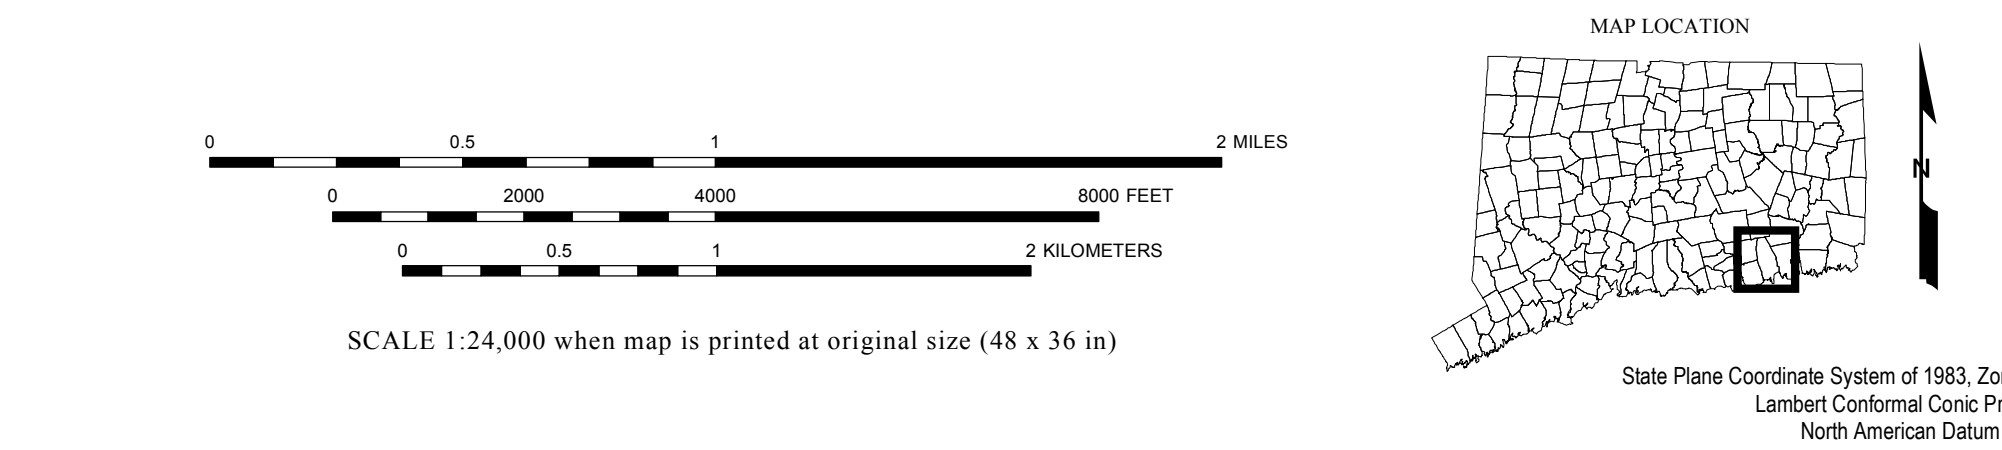 MAP LOCATION
0 0.5 1 2 MILES
0 2000 4000 8000 FEET
0 0.5 1 2 KILOMETERS
N
SCALE 1:24,000 when map is printed at original size (48 x 36 in)
State Plane Coordinate System of 1983,
Lambert Conformal Conic
North American Datum